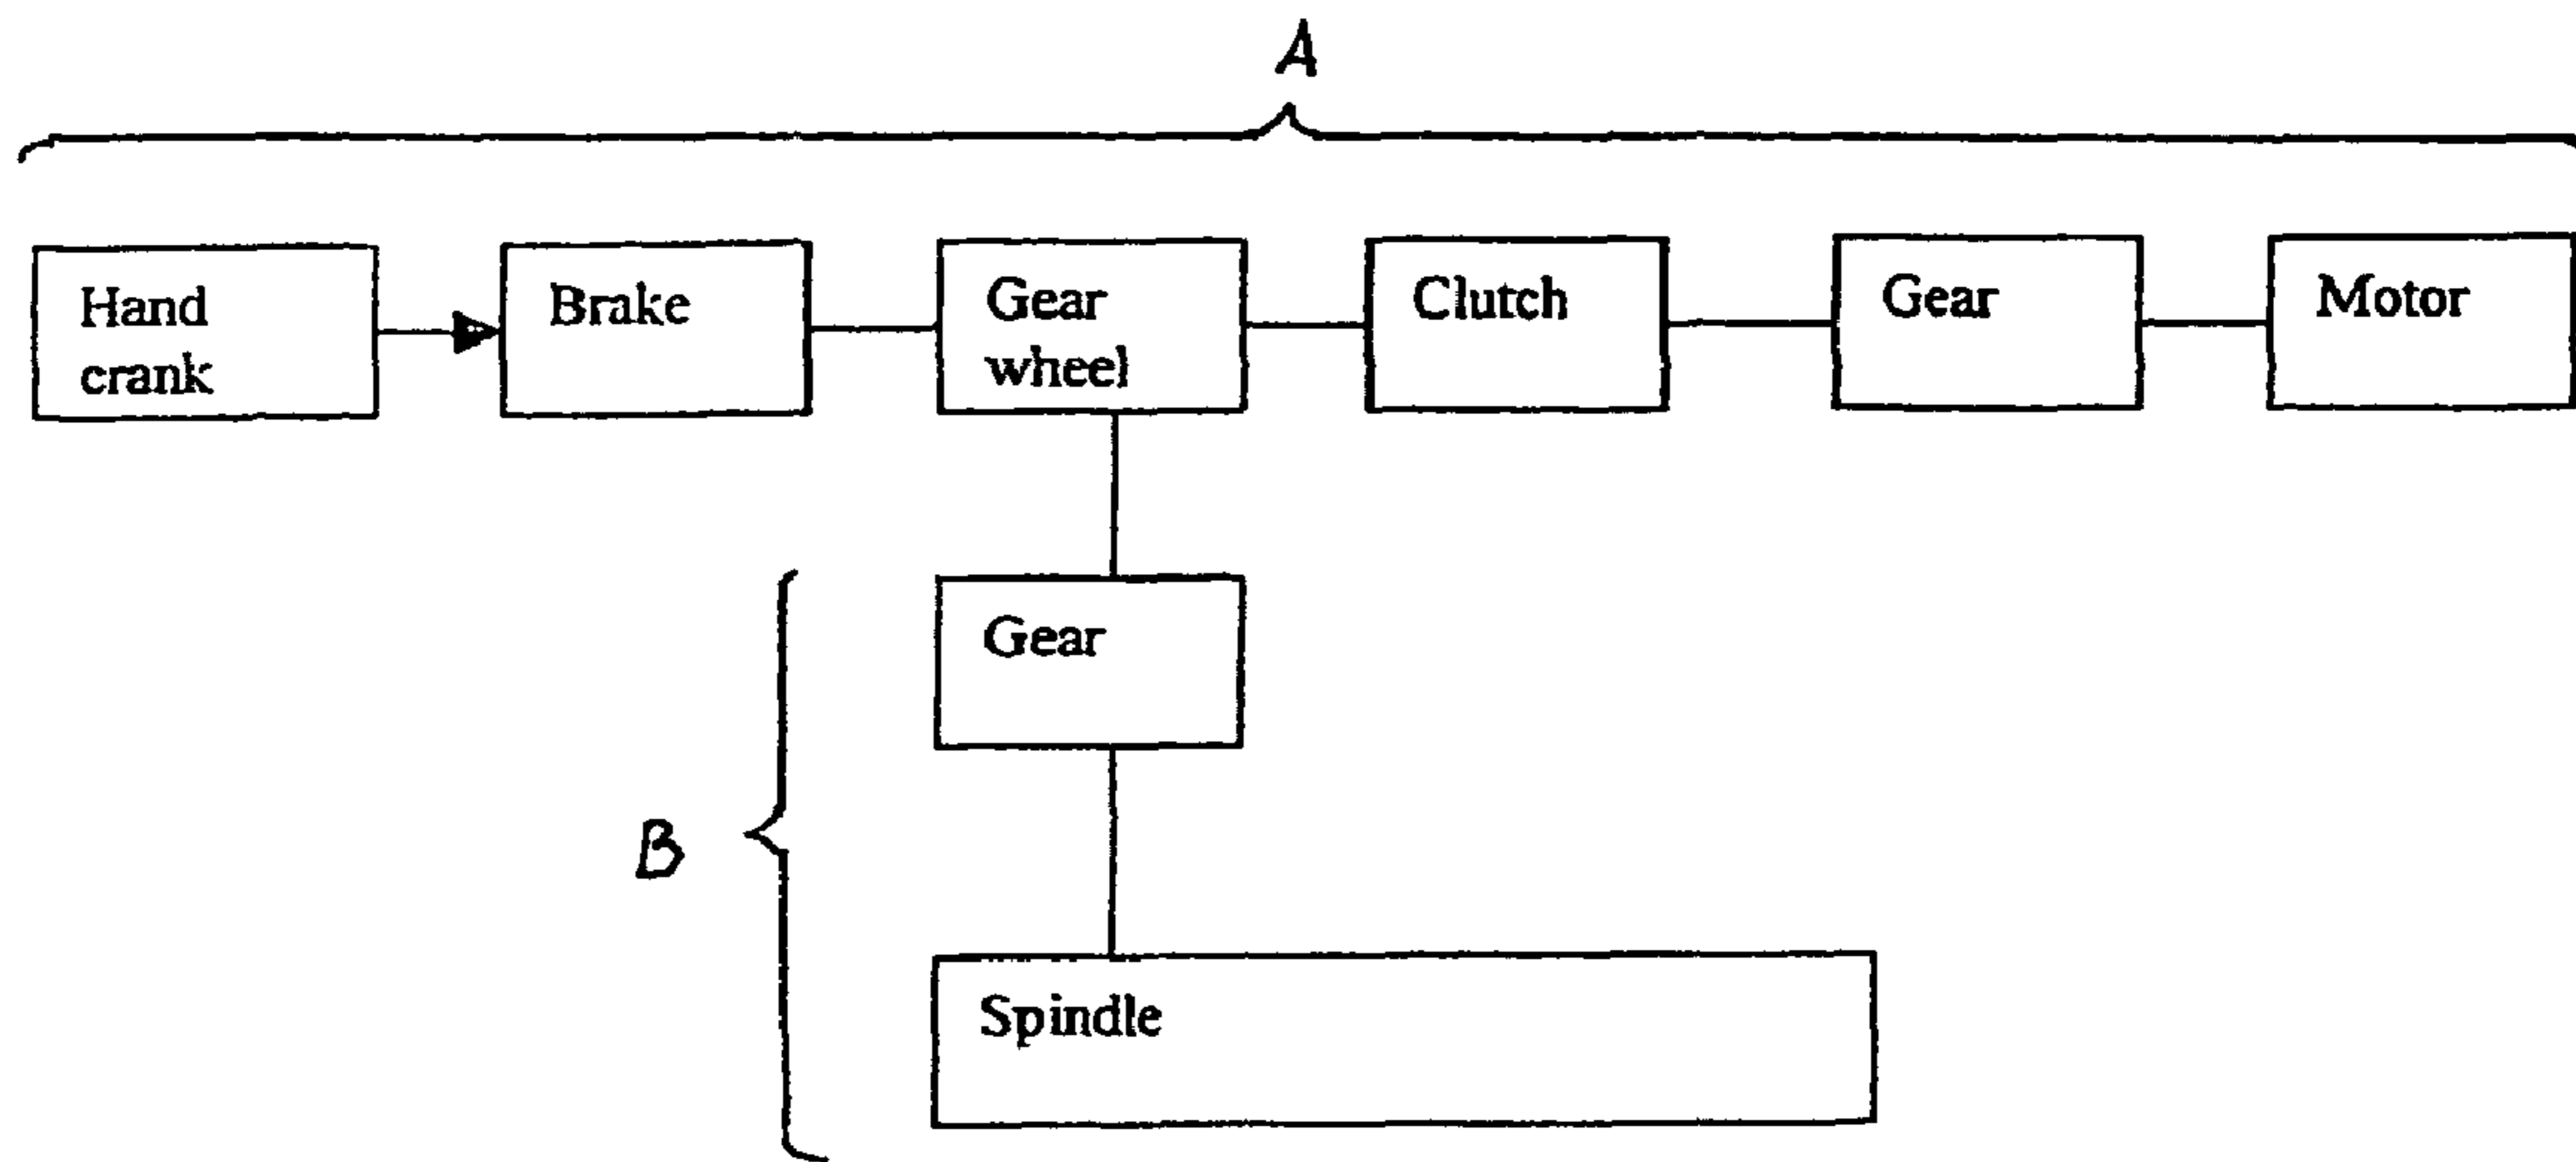 A
Hand
crank
Brake
Gear
wheel
Clutch
Gear
Motor
Gear
B
Spindle